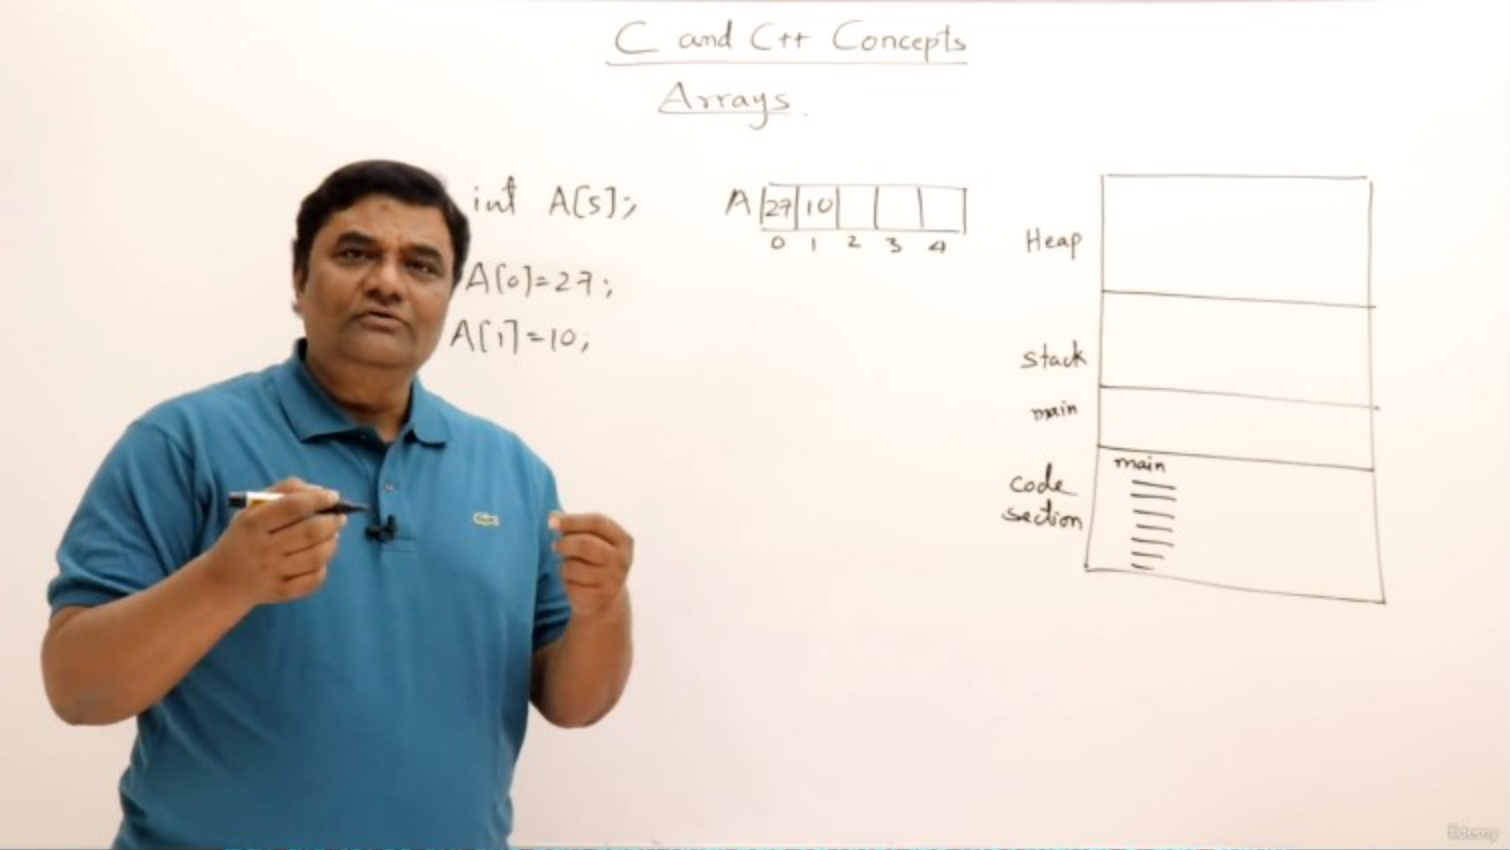 C and C++ Concepts
Arrays.
int A[5];
A[0]=27;
A[1]=10;
A 27 10
0 1 2 3 4
Heap
stack
main
code
section
main
Udemy